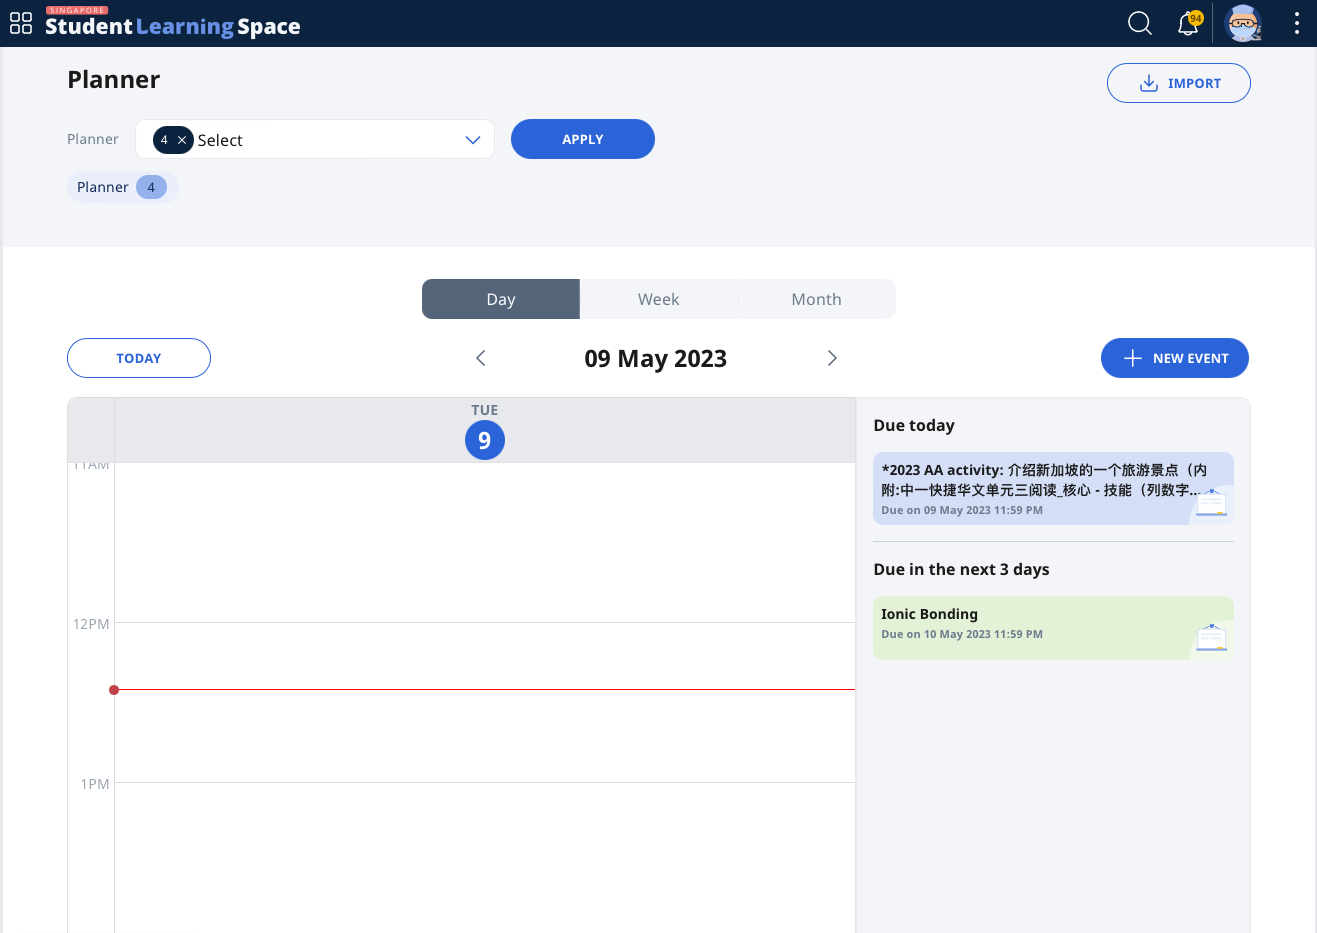 SINGAPORE
Student Learning Space
94
Planner
IMPORT
Planner
4 × Select
APPLY
Planner 4
Day
Week
Month
TODAY
09 May 2023
NEW EVENT
TUE
9
11AM
12PM
1PM
Due today
*2023 AA activity: 介绍新加坡的一个旅游景点（内
附:中一快捷华文单元三阅读_核心 - 技能（列数字...
Due on 09 May 2023 11:59 PM
Due in the next 3 days
Ionic Bonding
Due on 10 May 2023 11:59 PM